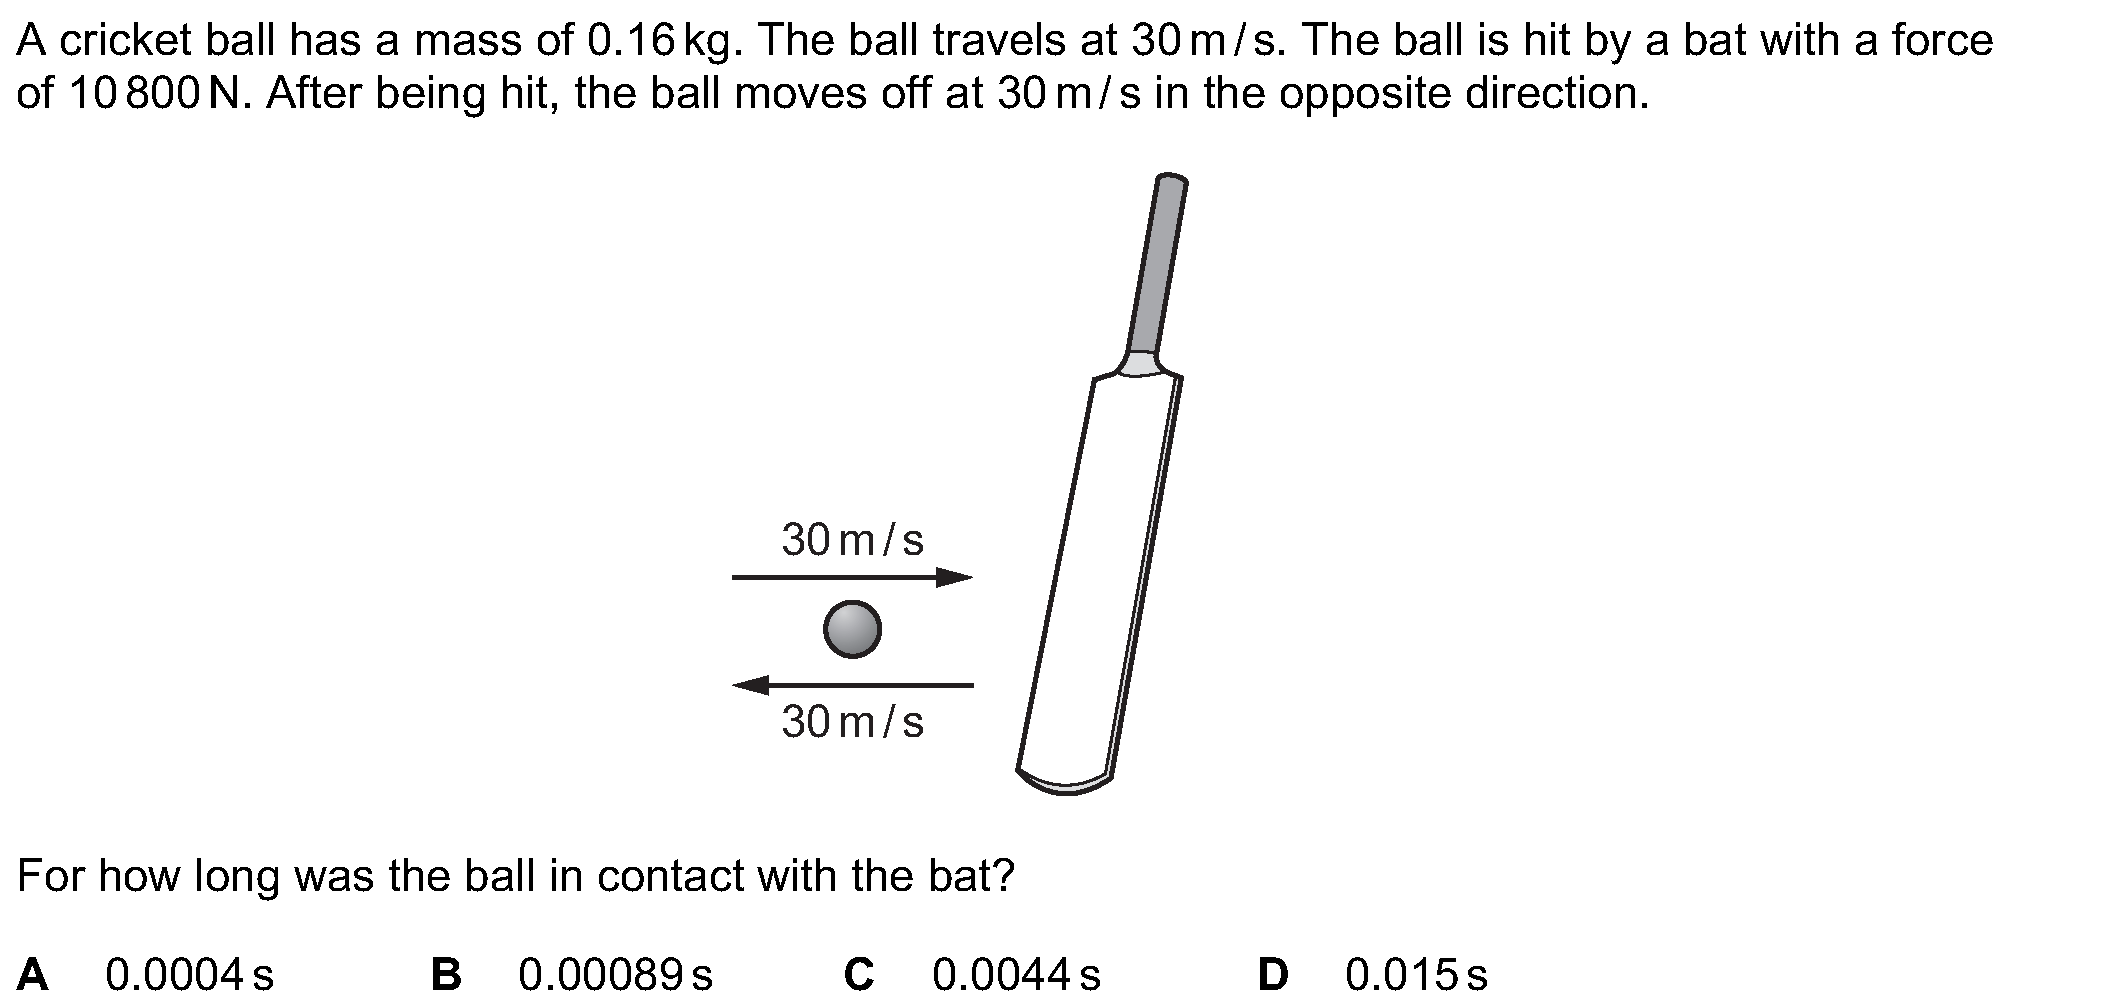 A cricket ball has a mass of 0.16 kg. The ball travels at 30 m / s. The ball is hit by a bat with a force
of 10 800 N. After being hit, the ball moves off at 30 m / s in the opposite direction.
30 m / s
30 m / s
For how long was the ball in contact with the bat?
A 0.0004 s B 0.00089 s C 0.0044 s D 0.015 s